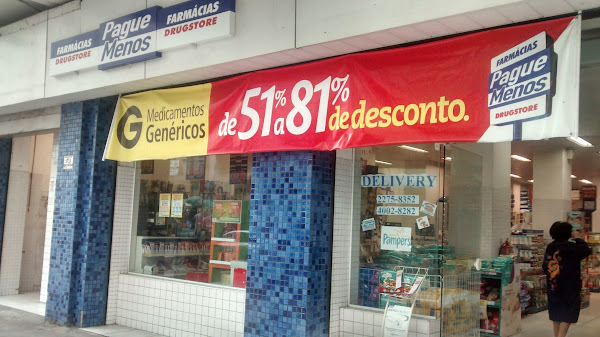 FARMÁCIAS
DRUGSTORE
Pague
Menos
FARMÁCIAS
DRUGSTORE
G
Medicamentos
Genéricos
de 51% a 81% de desconto.
FARMÁCIAS
Pague
Menos
DRUGSTORE
DELIVERY
2275-8352
4002-8282
Pampers